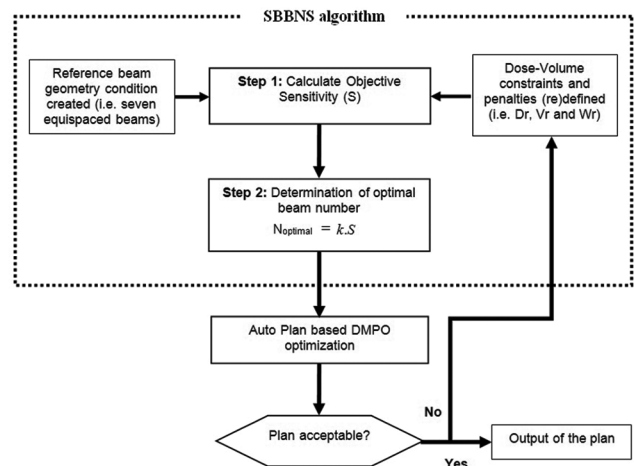 SBBNS algorithm
Reference beam
geometry condition
created (i.e. seven
equispaced beams)
Step 1: Calculate Objective
Sensitivity (S)
Dose-Volume
constraints and
penalties (re)defined
(i.e. Dr, Vr and Wr)
Step 2: Determination of optimal
beam number
Noptimal = k.S
Auto Plan based DMPO
optimization
Plan acceptable?
No
Yes
Output of the plan